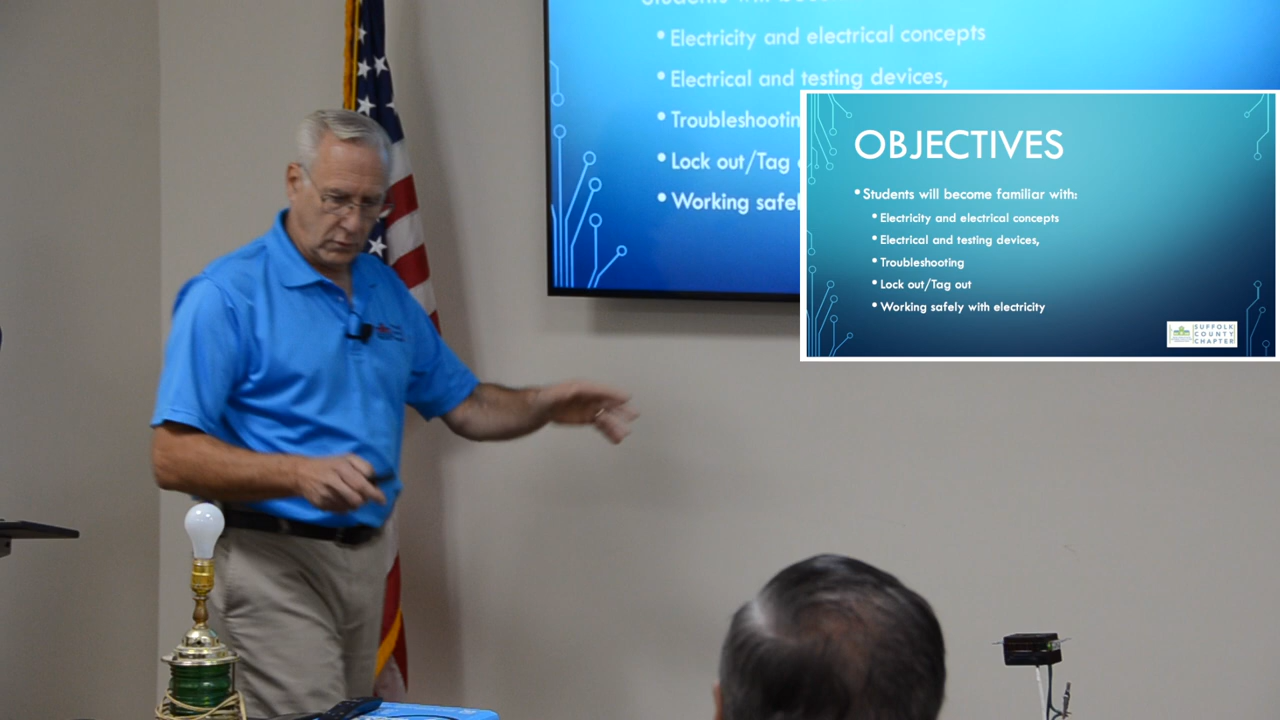 Students will
• Electricity and electrical concepts
• Electrical and testing devices,
• Lock out/Tag
• Working
OBJECTIVES
• Students will become familiar with:
• Electricity and electrical concepts
• Electrical and testing devices,
• Troubleshooting
• Lock out/Tag out
• Working safely with electricity
SUFFOLK
COUNTY
CHAPTER